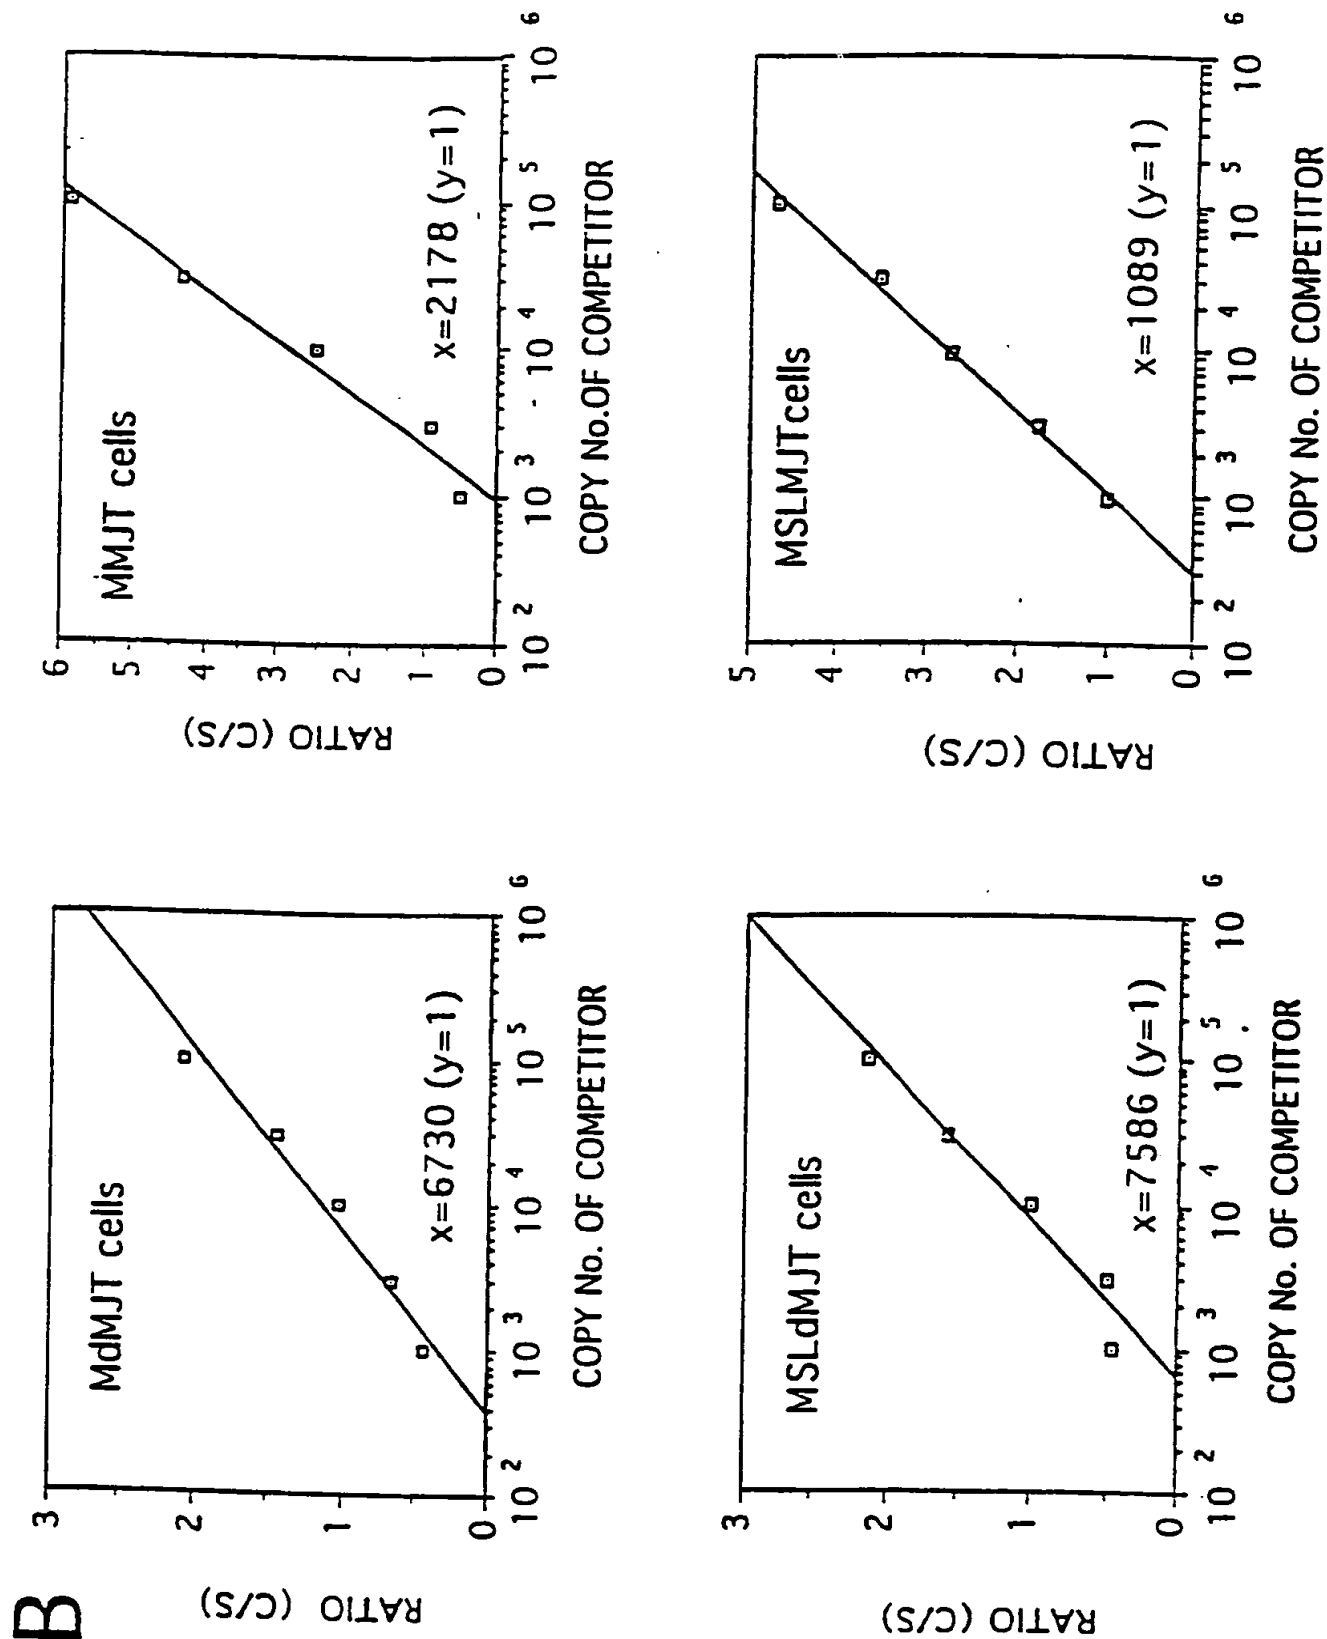 B
RATIO (C/S)
3
2
1
0
MdMJT cells
x=6730 (y=1)
10 2
10 3
10 4
10 5
10 6
COPY No. OF COMPETITOR
RATIO (C/S)
6
5
4
3
2
1
0
MMJT cells
x=2178 (y=1)
10 2
10 3
10 4
10 5
10 6
COPY No.OF COMPETITOR
RATIO (C/S)
3
2
1
0
MSLdMJT cells
x=7586 (y=1)
10 2
10 3
10 4
10 5
10 6
COPY No. OF COMPETITOR
RATIO (C/S)
5
4
3
2
1
0
MSLMJTcells
x=1089 (y=1)
10 2
10 3
10 4
10 5
10 6
COPY No. OF COMPETITOR